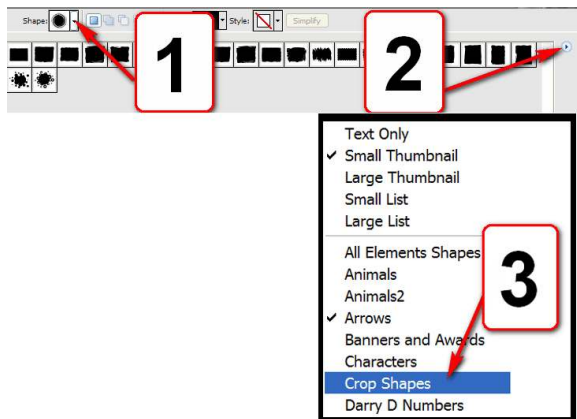 Shape: Style: Simplify
1
2
Text Only
Small Thumbnail
Large Thumbnail
Small List
Large List
All Elements Shapes
Animals
Animals2
3
Arrows
Banners and Awards
Characters
Crop Shapes
Darry D Numbers